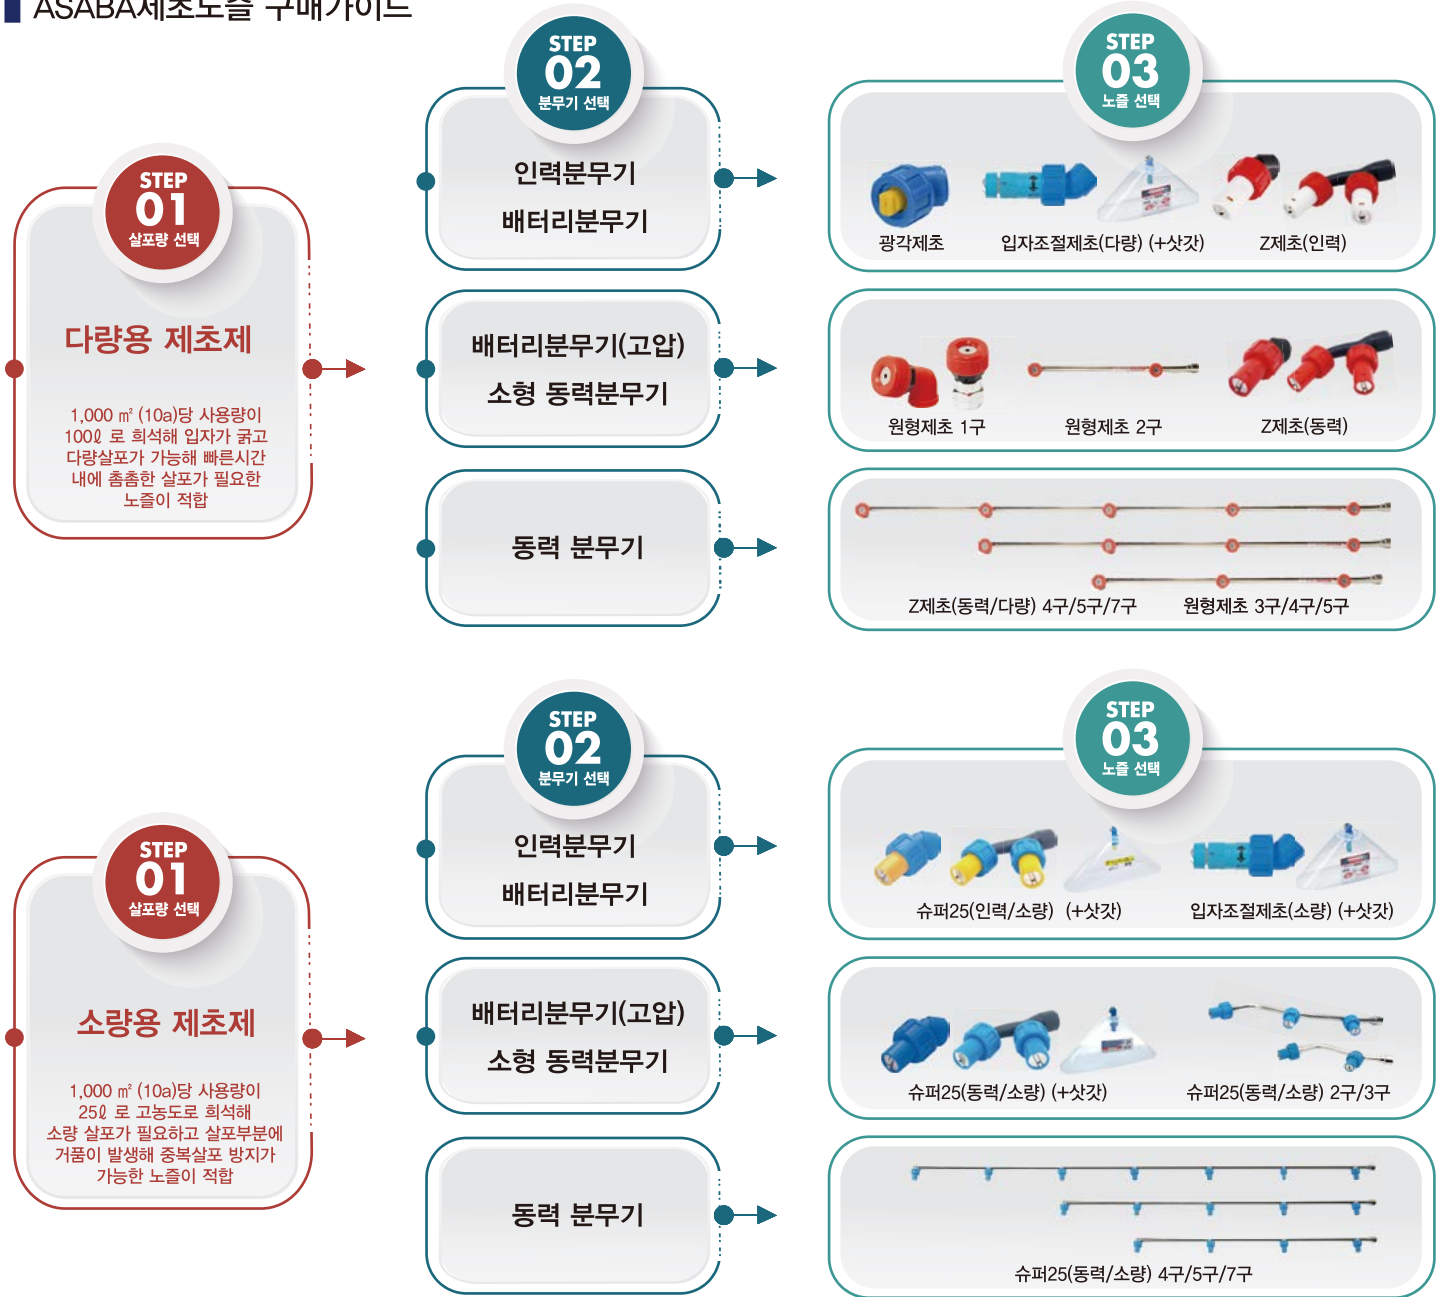 ASABA제초노즐 구매가이드
STEP
01
살포량 선택
다량용 제초제
1,000 ㎡ (10a)당 사용량이
100ℓ 로 희석해 입자가 굵고
다량살포가 가능해 빠른시간
내에 촘촘한 살포가 필요한
노즐이 적합
STEP
02
분무기 선택
인력분무기
배터리분무기
배터리분무기(고압)
소형 동력분무기
동력 분무기
STEP
03
노즐 선택
광각제초
입자조절제초(다량) (+삿갓)
Z제초(인력)
원형제초 1구
원형제초 2구
Z제초(동력)
Z제초(동력/다량) 4구/5구/7구
원형제초 3구/4구/5구
STEP
01
살포량 선택
소량용 제초제
1,000 ㎡ (10a)당 사용량이
25ℓ 로 고농도로 희석해
소량 살포가 필요하고 살포부분에
거품이 발생해 중복살포 방지가
가능한 노즐이 적합
STEP
02
분무기 선택
인력분무기
배터리분무기
배터리분무기(고압)
소형 동력분무기
동력 분무기
STEP
03
노즐 선택
슈퍼25(인력/소량) (+삿갓)
입자조절제초(소량) (+삿갓)
슈퍼25(동력/소량) (+삿갓)
슈퍼25(동력/소량) 2구/3구
슈퍼25(동력/소량) 4구/5구/7구